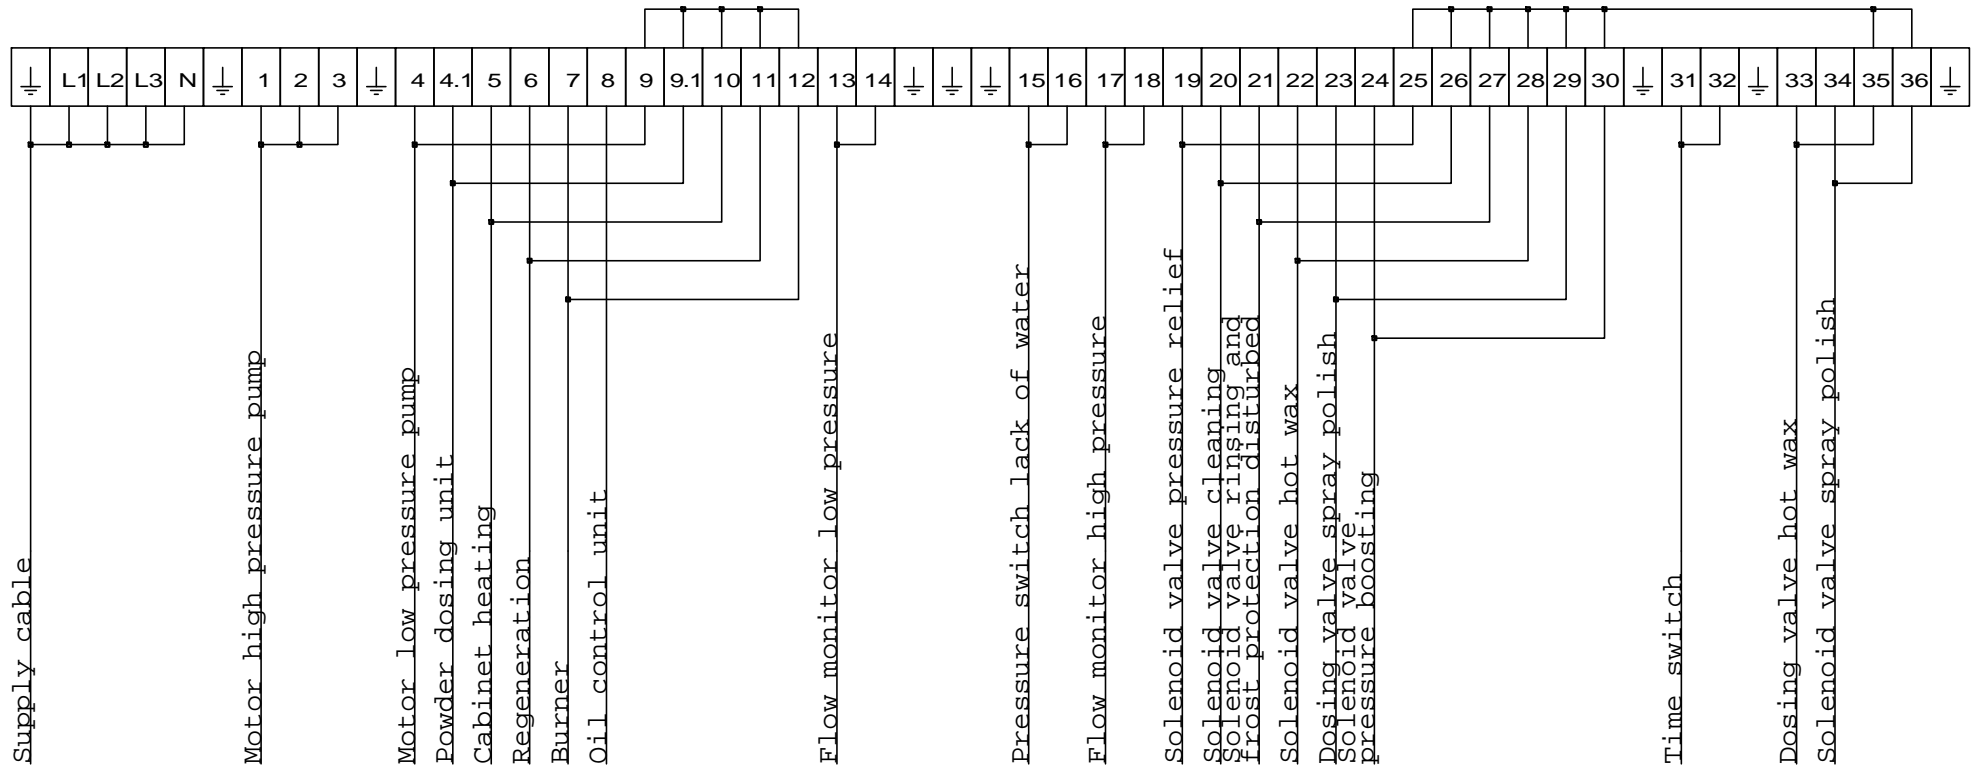 L1 L2 L3 N 1 2 3 4 4.1 5 6 7 8 9 9.1 10 11 12 13 14 15 16 17 18 19 20 21 22 23 24 25 26 27 28 29 30 31 32 33 34 35 36
Supply cable
Motor high pressure pump
Motor low pressure pump
Powder dosing unit
Cabinet heating
Regeneration
Burner
Oil control unit
Flow monitor low pressure
Pressure switch lack of water
Flow monitor high pressure
Solenoid valve pressure relief
Solenoid valve cleaning
Solenoid valve rinsing and
frost protection disturbed
Solenoid valve hot wax
Dosing valve spray polish
Solenoid valve
pressure boosting
Time switch
Dosing valve hot wax
Solenoid valve spray polish